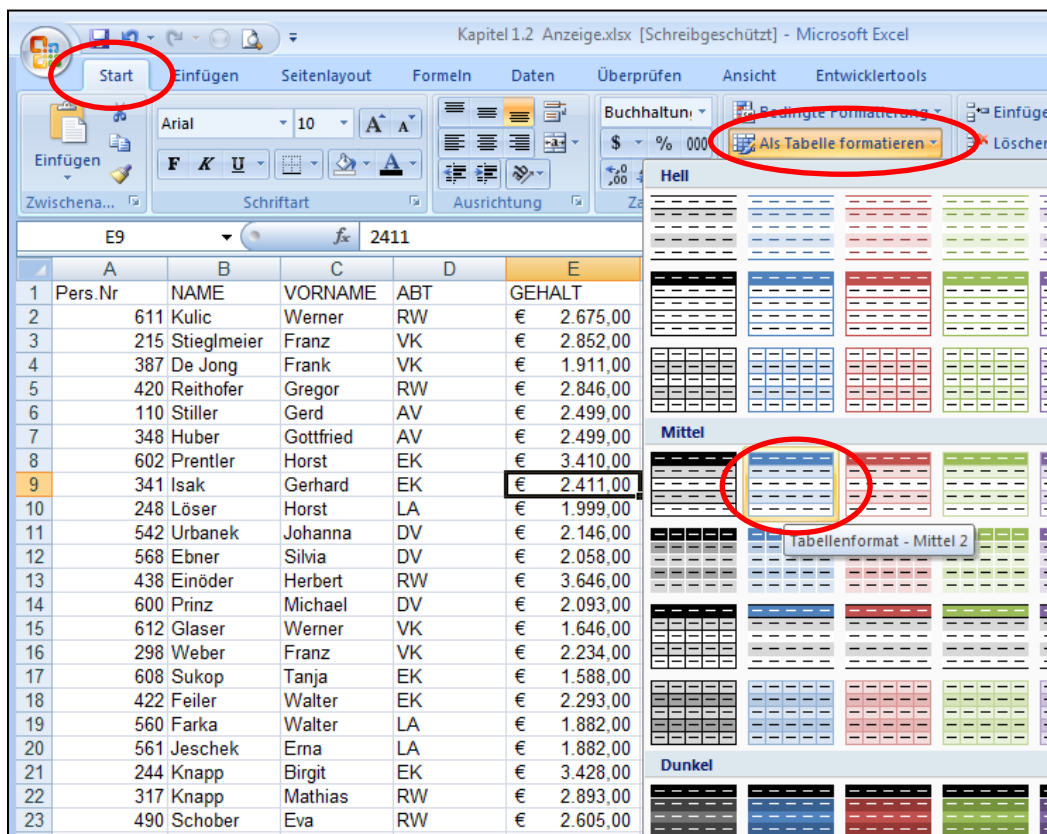 Kapitel 1.2 Anzeige.xlsx [Schreibgeschützt] - Microsoft Excel
Start Einfügen Seitenlayout Formeln Daten Überprüfen Ansicht Entwicklertools
Einfügen
Arial 10 A A
F K U A
Buchhaltun
$ % 000
,00
Bedingte Formatierung
Als Tabelle formatieren
Einfüge
Löscher
Zwischena... Schriftart Ausrichtung Za
E9 fx 2411
A B C D E
1 Pers.Nr NAME VORNAME ABT GEHALT
2 611 Kulic Werner RW € 2.675,00
3 215 Stieglmeier Franz VK € 2.852,00
4 387 De Jong Frank VK € 1.911,00
5 420 Reithofer Gregor RW € 2.846,00
6 110 Stiller Gerd AV € 2.499,00
7 348 Huber Gottfried AV € 2.499,00
8 602 Prentler Horst EK € 3.410,00
9 341 Isak Gerhard EK € 2.411,00
10 248 Löser Horst LA € 1.999,00
11 542 Urbanek Johanna DV € 2.146,00
12 568 Ebner Silvia DV € 2.058,00
13 438 Einöder Herbert RW € 3.646,00
14 600 Prinz Michael DV € 2.093,00
15 612 Glaser Werner VK € 1.646,00
16 298 Weber Franz VK € 2.234,00
17 608 Sukop Tanja EK € 1.588,00
18 422 Feiler Walter EK € 2.293,00
19 560 Farka Walter LA € 1.882,00
20 561 Jeschek Erna LA € 1.882,00
21 244 Knapp Birgit EK € 3.428,00
22 317 Knapp Mathias RW € 2.893,00
23 490 Schober Eva RW € 2.605,00
Hell
Mittel
Tabellenformat - Mittel 2
Dunkel